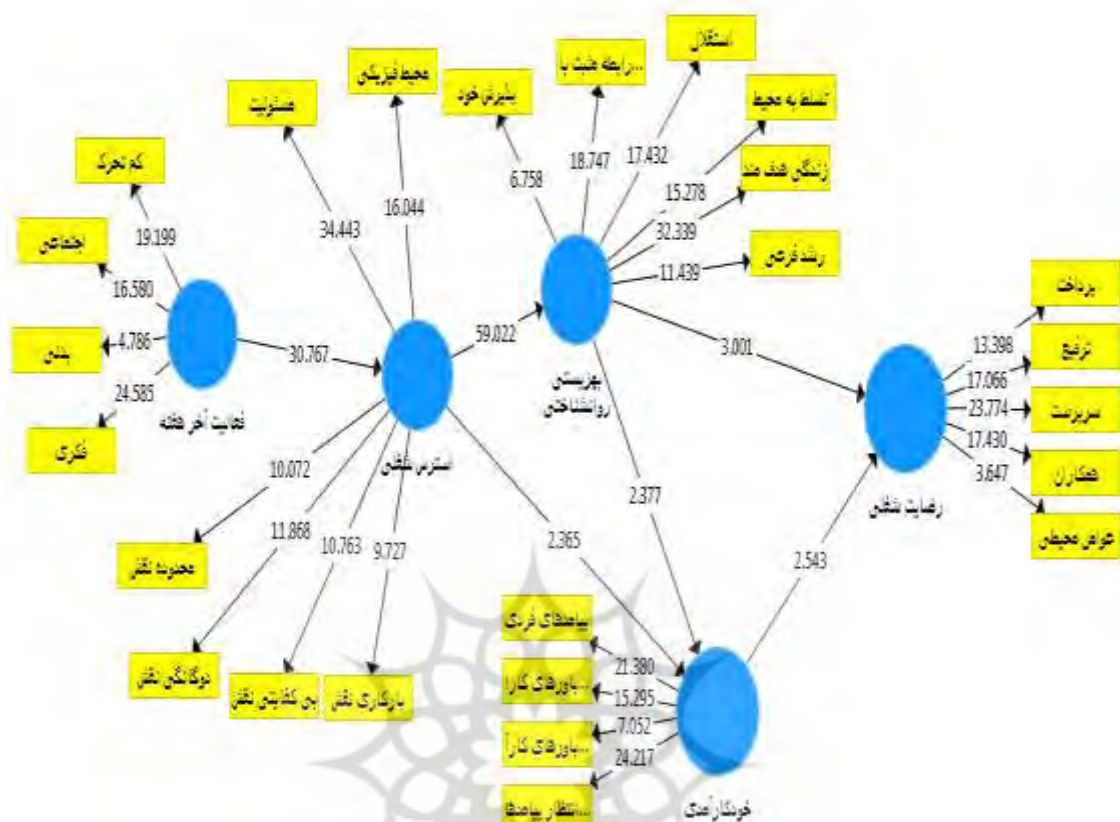 استقلال
رابطه مثبت با...
محیط فیزیکی
پذیرش خود
مسئولیت
تسلط به محیط
17.432
18.747
6.758
کم تحرک
16.044
15.278
زندگی هدف مند
34.443
32.339
اجتماعی
19.199
11.439
رشد فردی
16.580
پرداخت
59.022
بدنی
4.786
30.767
3.001
13.398
ترفیع
24.585
17.066
بهزیستی
روانشناختی
23.774
سرپرست
فعالیت آخر هفته
17.430
فکری
استرس شغلی
همکاران
3.647
10.072
2.377
رضایت شغلی
عوامل محیطی
11.868
10.763
9.727
2.365
محدوده نقش
2.543
پیامدهای فردی
21.380
دوگانگی نقش
بی کفایتی نقش
بارکاری نقش
باورهای کارا...
15.295
7.052
باورهای کارآ...
24.217
انتظار پیامدها...
خودکارآمدی